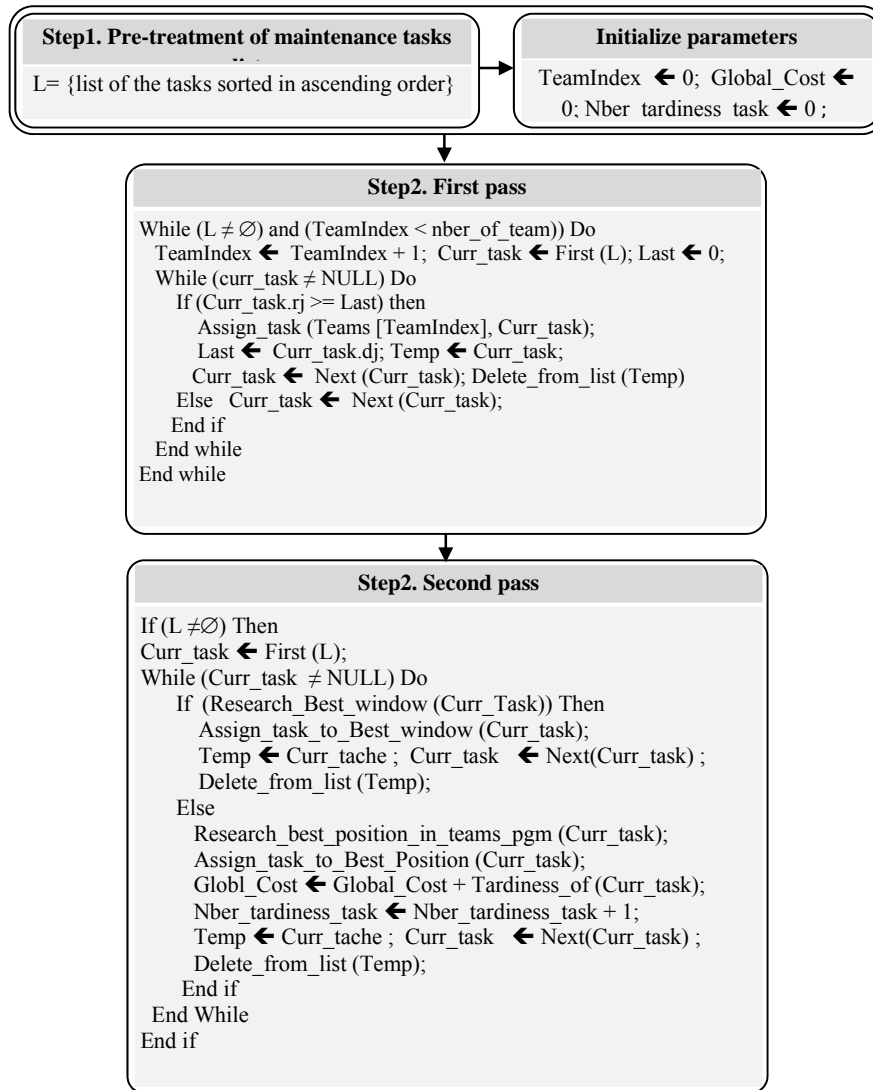 Step1. Pre-treatment of maintenance tasks
L= {list of the tasks sorted in ascending order}
Initialize parameters
TeamIndex 🡸 0; Global_Cost 🡸
0; Nber tardiness task 🡸 0 ;
Step2. First pass
While (L ≠ ∅) and (TeamIndex < nber_of_team)) Do
TeamIndex 🡸 TeamIndex + 1; Curr_task 🡸 First (L); Last 🡸 0;
While (curr_task ≠ NULL) Do
If (Curr_task.rj >= Last) then
Assign_task (Teams [TeamIndex], Curr_task);
Last 🡸 Curr_task.dj; Temp 🡸 Curr_task;
Curr_task 🡸 Next (Curr_task); Delete_from_list (Temp)
Else Curr_task 🡸 Next (Curr_task);
End if
End while
End while
Step2. Second pass
If (L ≠∅) Then
Curr_task 🡸 First (L);
While (Curr_task ≠ NULL) Do
If (Research_Best_window (Curr_Task)) Then
Assign_task_to_Best_window (Curr_task);
Temp 🡸 Curr_tache ; Curr_task 🡸 Next(Curr_task) ;
Delete_from_list (Temp);
Else
Research_best_position_in_teams_pgm (Curr_task);
Assign_task_to_Best_Position (Curr_task);
Globl_Cost 🡸 Global_Cost + Tardiness_of (Curr_task);
Nber_tardiness_task 🡸 Nber_tardiness_task + 1;
Temp 🡸 Curr_tache ; Curr_task 🡸 Next(Curr_task) ;
Delete_from_list (Temp);
End if
End While
End if